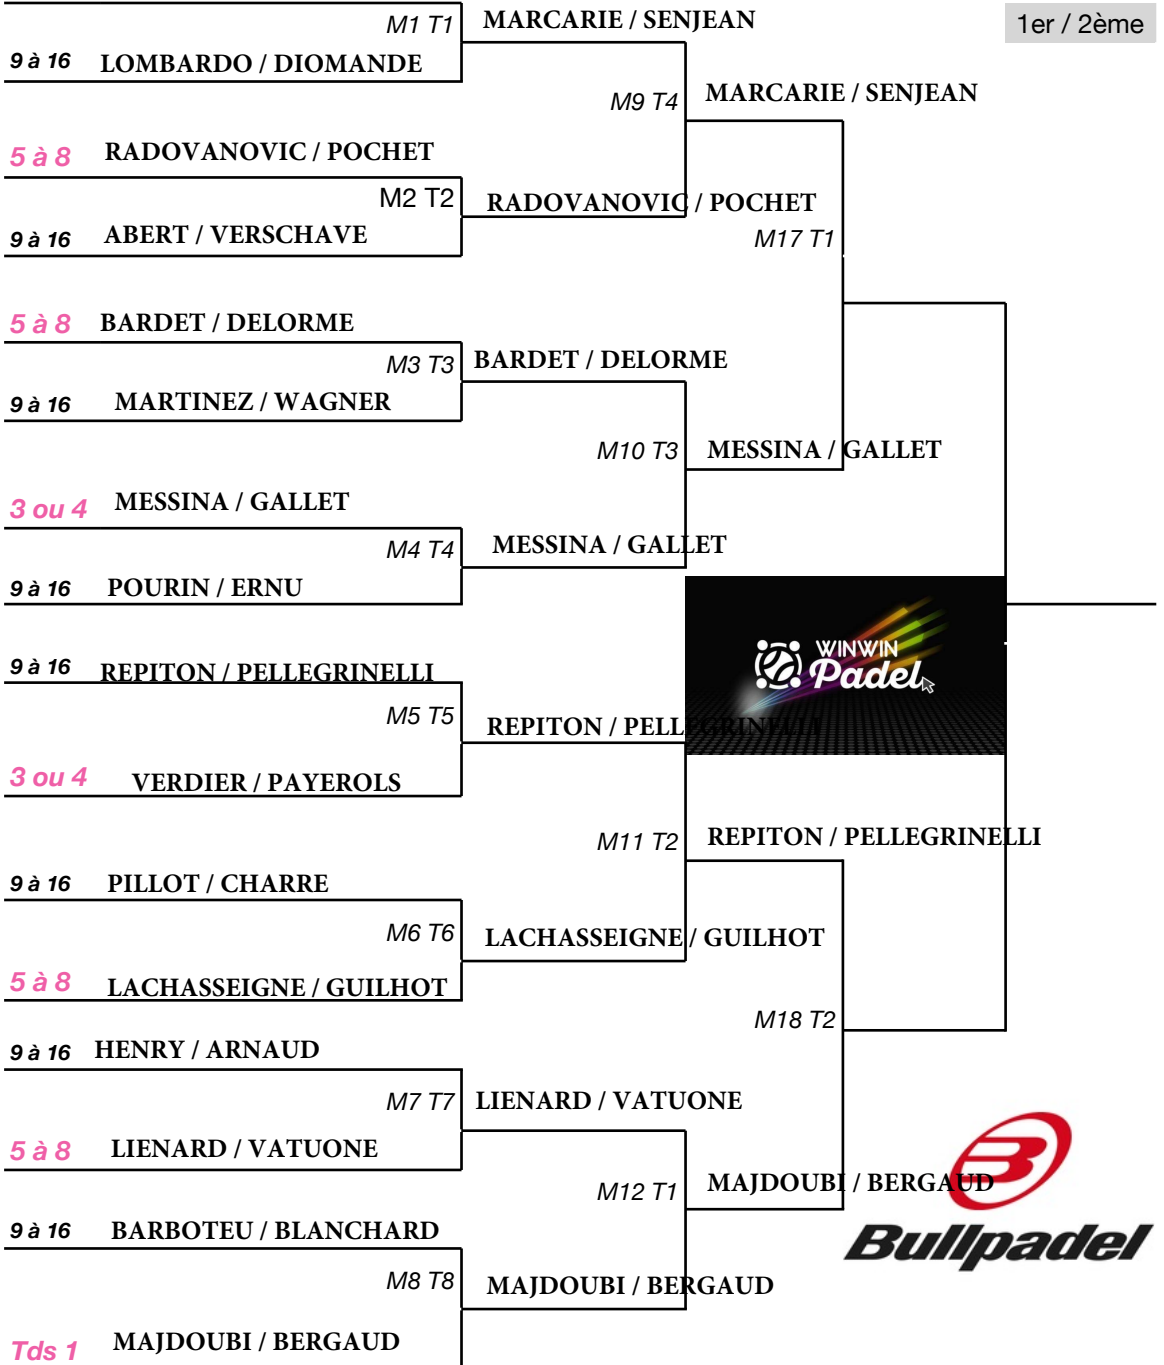 M1 T1
MARCARIE / SENJEAN
1er / 2ème
9 à 16 LOMBARDO / DIOMANDE
M9 T4
MARCARIE / SENJEAN
5 à 8 RADOVANOVIC / POCHET
M2 T2
RADOVANOVIC / POCHET
9 à 16 ABERT / VERSCHAVE
M17 T1
5 à 8 BARDET / DELORME
M3 T3
BARDET / DELORME
9 à 16 MARTINEZ / WAGNER
M10 T3
MESSINA / GALLET
3 ou 4 MESSINA / GALLET
M4 T4
MESSINA / GALLET
9 à 16 POURIN / ERNU
WINWIN
Padel
9 à 16 REPITON / PELLEGRINELLI
M5 T5
REPITON / PELLEGRINELLI
3 ou 4 VERDIER / PAYEROLS
M11 T2
REPITON / PELLEGRINELLI
9 à 16 PILLOT / CHARRE
M6 T6
LACHASSEIGNE / GUILHOT
5 à 8 LACHASSEIGNE / GUILHOT
M18 T2
9 à 16 HENRY / ARNAUD
M7 T7
LIENARD / VATUONE
5 à 8 LIENARD / VATUONE
M12 T1
MAJDOUBI / BERGAUD
9 à 16 BARBOTEU / BLANCHARD
Bullpadel
M8 T8
MAJDOUBI / BERGAUD
Tds 1 MAJDOUBI / BERGAUD